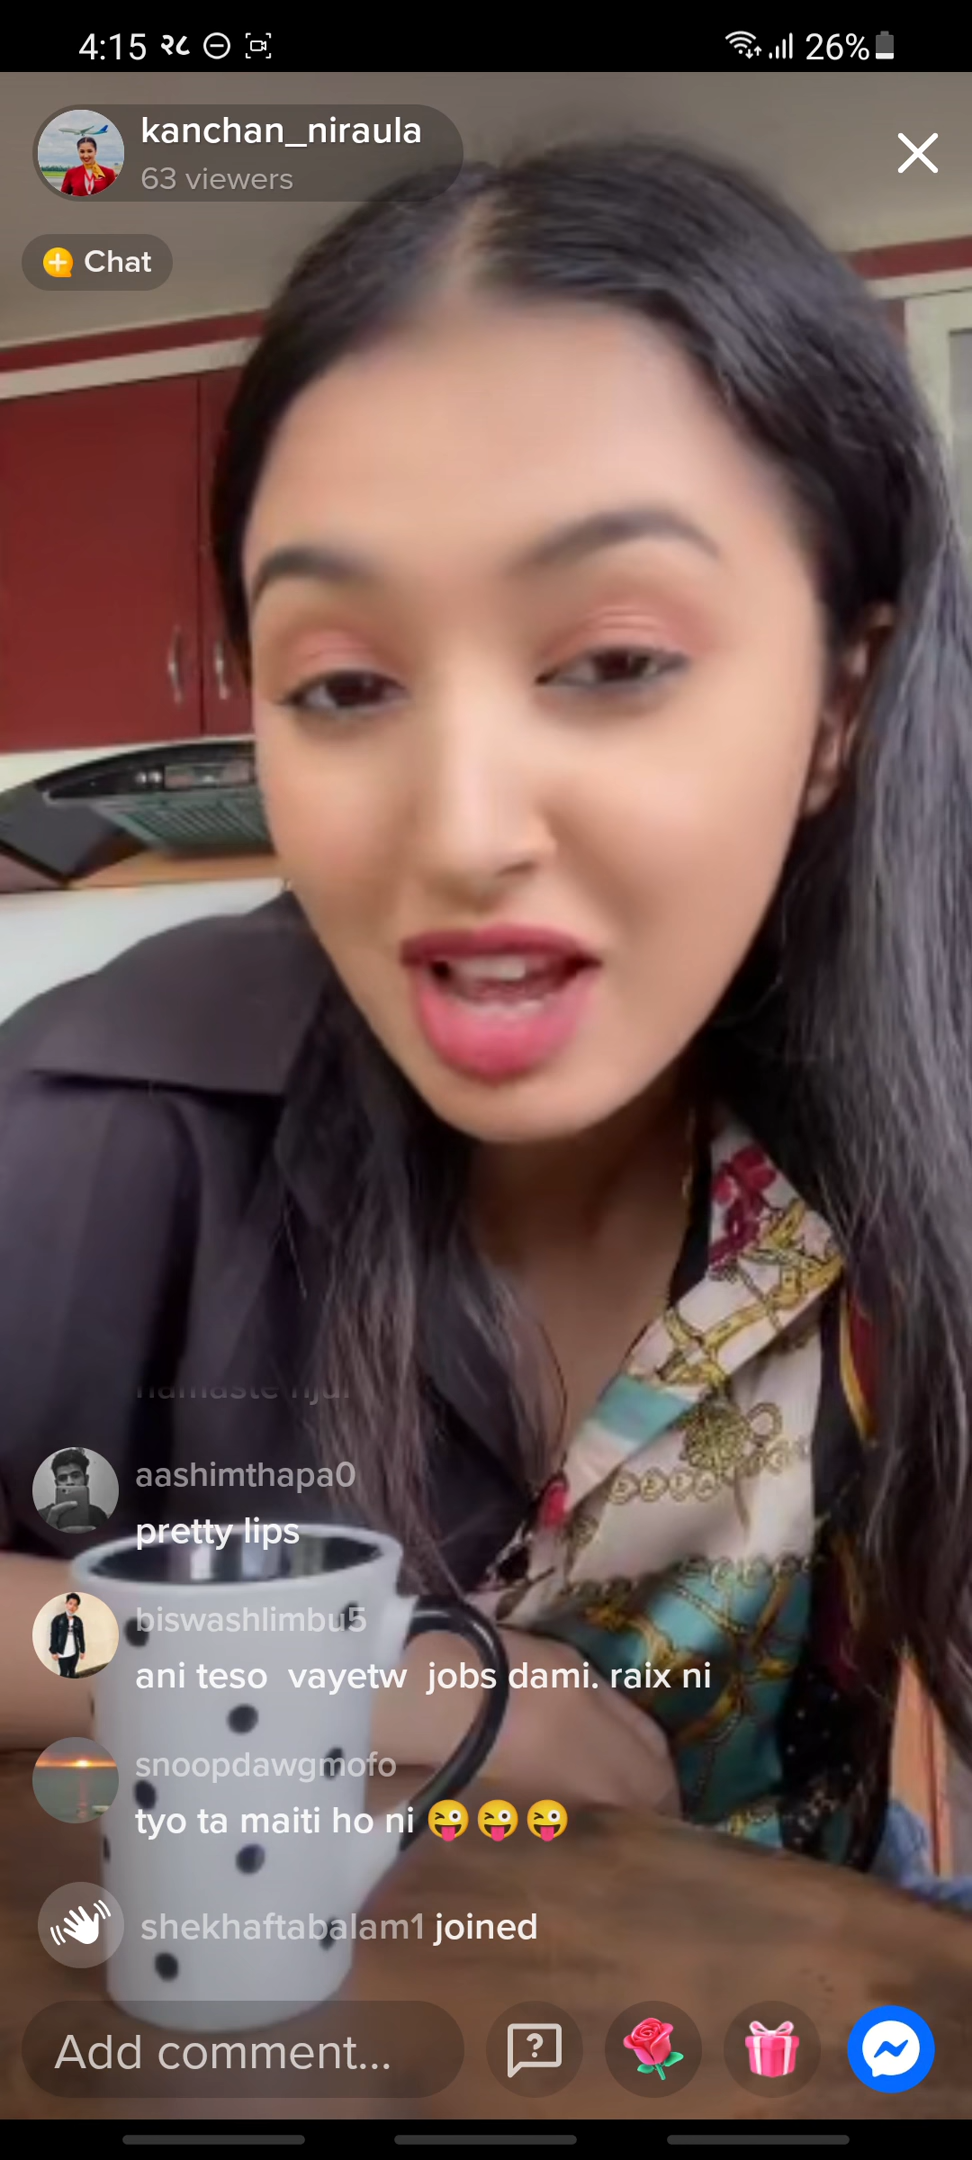 4:15 २८ 26%
kanchan_niraula
63 viewers
Chat
aashimthapa0
pretty lips
biswashlimbu5
ani teso vayetw jobs dami. raix ni
snoopdawgmofo
tyo ta maiti ho ni 😜😜😜
shekhaftabalam1 joined
Add comment...